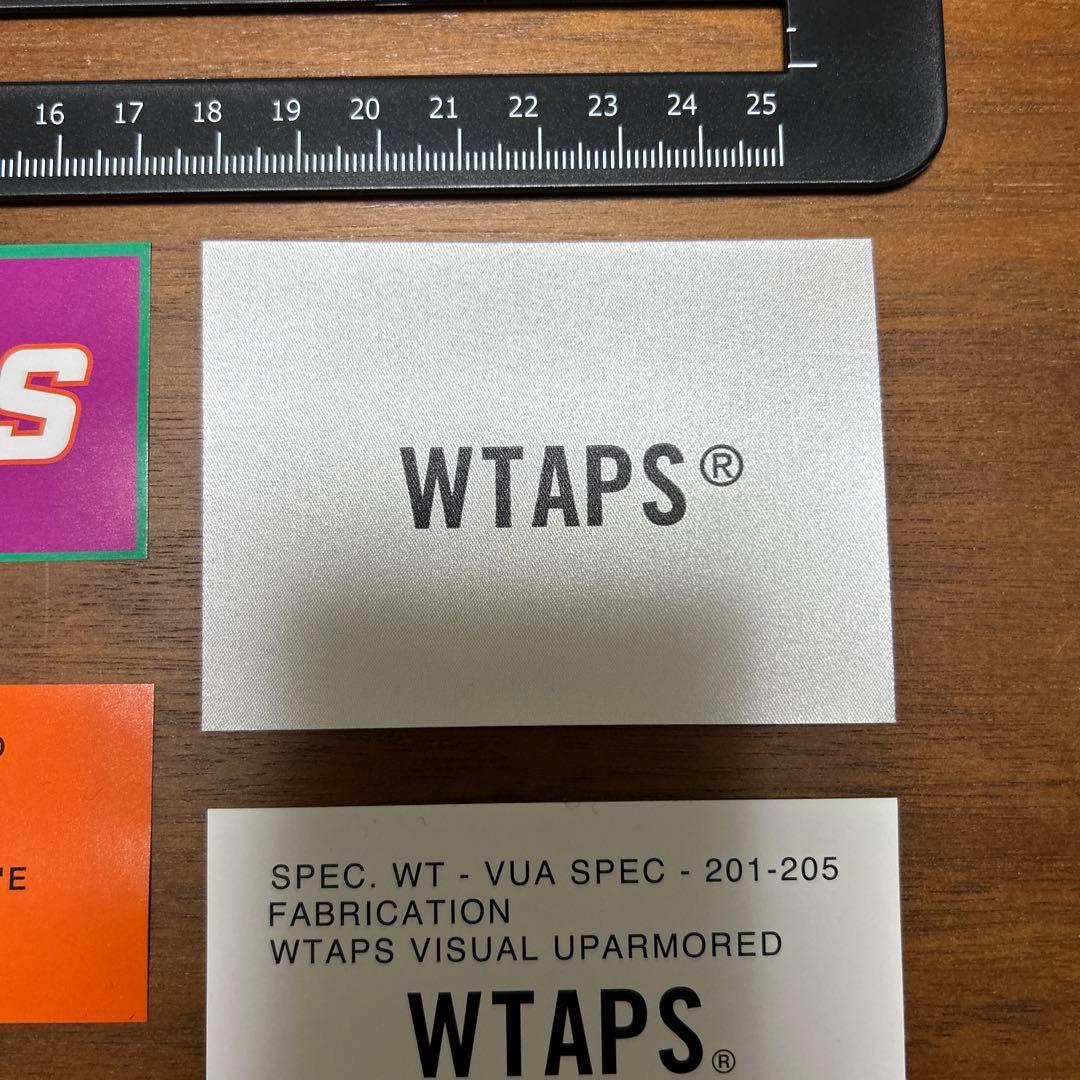 16 17 18 19 20 21 22 23 24 25
S
WTAPS®
'E
SPEC. WT - VUA SPEC - 201-205
FABRICATION
WTAPS VISUAL UPARMORED
WTAPS®